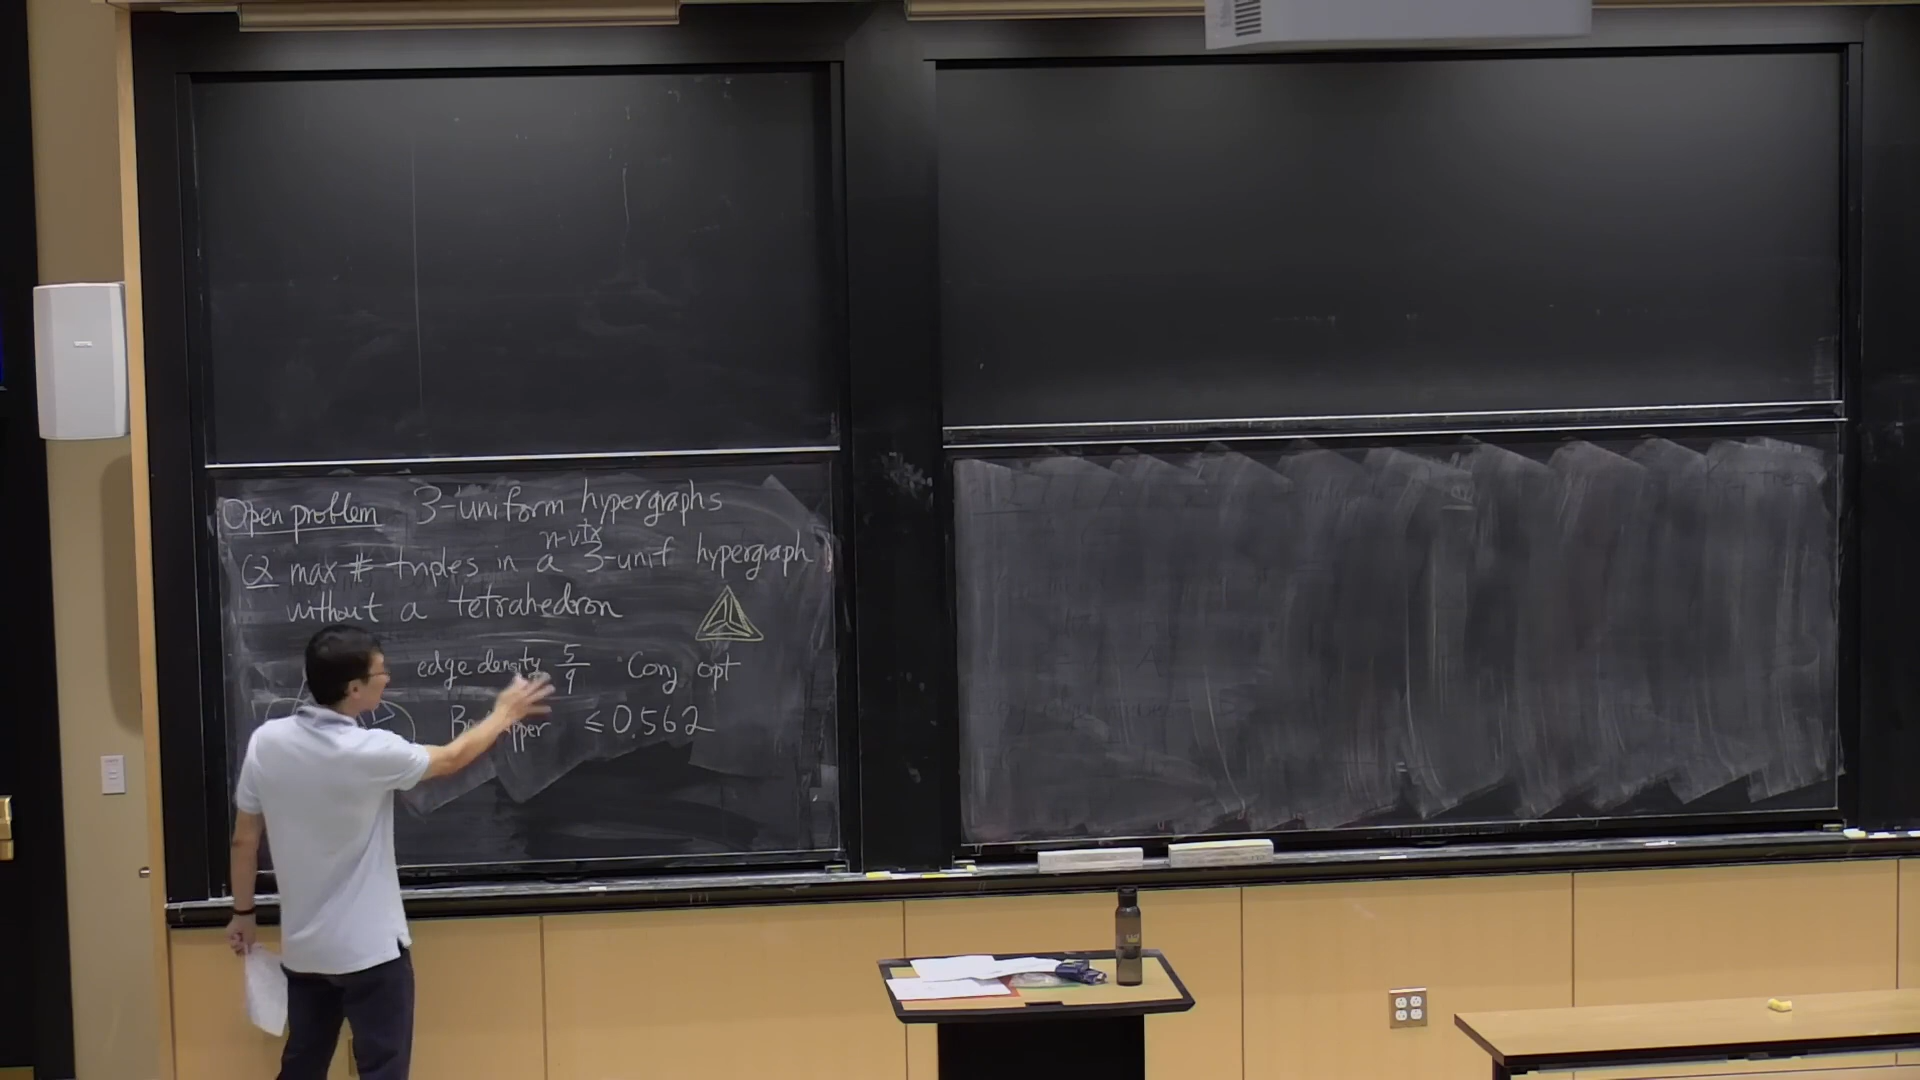 Open problem 3-uniform hypergraphs
n-vtx
Q max # triples in a 3-unif hypergraph
without a tetrahedron
edge density 5/9 Conj opt
upper ≤ 0.562